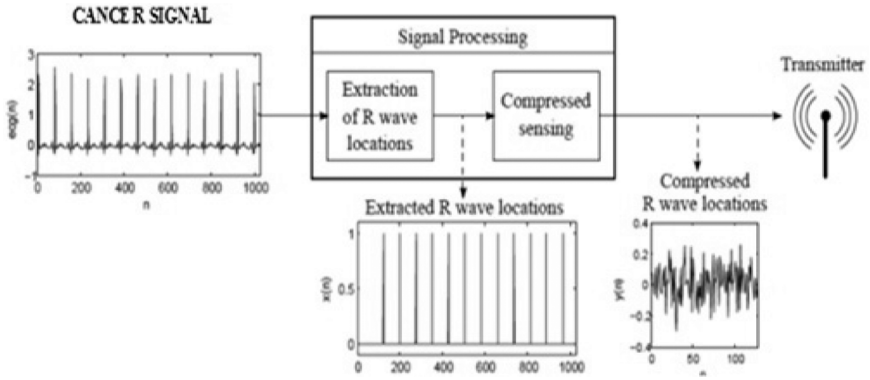 CANCER SIGNAL
3
2
1
0
-1
ecg(n)
0 200 400 600 800 1000
n
Signal Processing
Extraction
of R wave
locations
Compressed
sensing
Transmitter
Extracted R wave locations
1
0.5
0
x(n)
0 200 400 600 800 1000
Compressed
R wave locations
0.4
0.2
0
-0.2
-0.4
y(n)
0 50 100
n